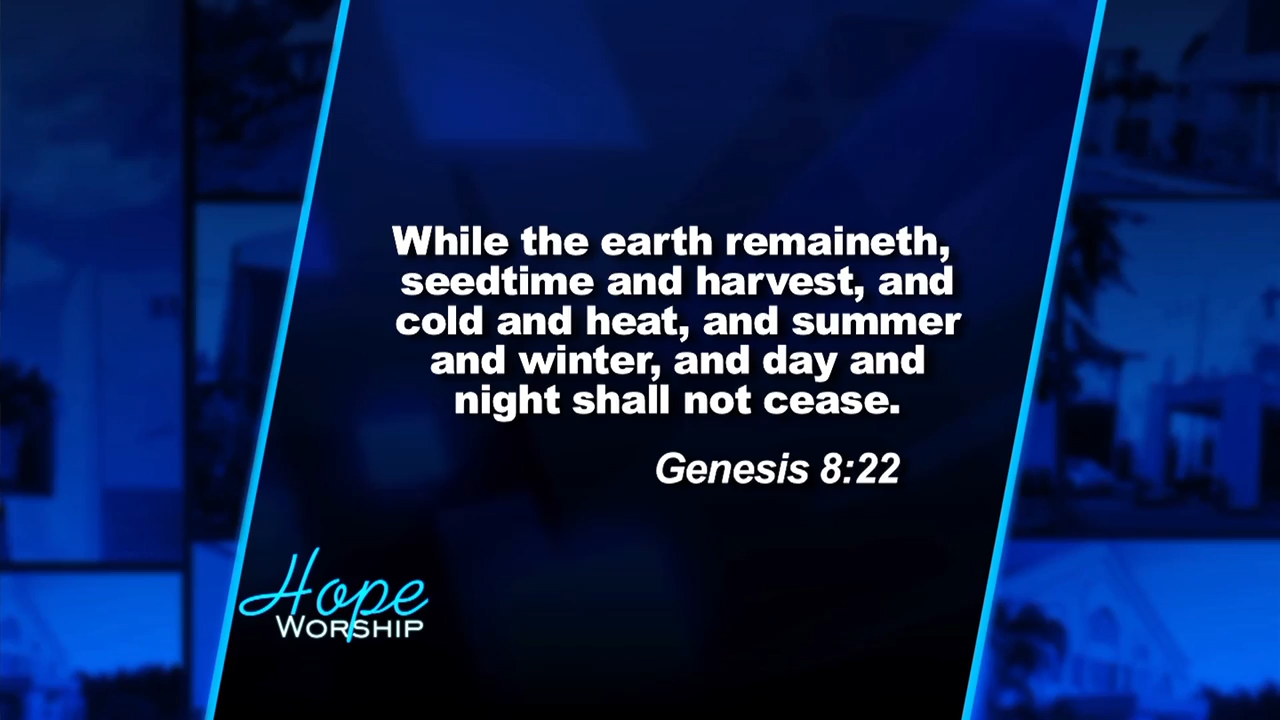 While the earth remaineth,
seedtime and harvest, and
cold and heat, and summer
and winter, and day and
night shall not cease.
Genesis 8:22
Hope
WORSHIP